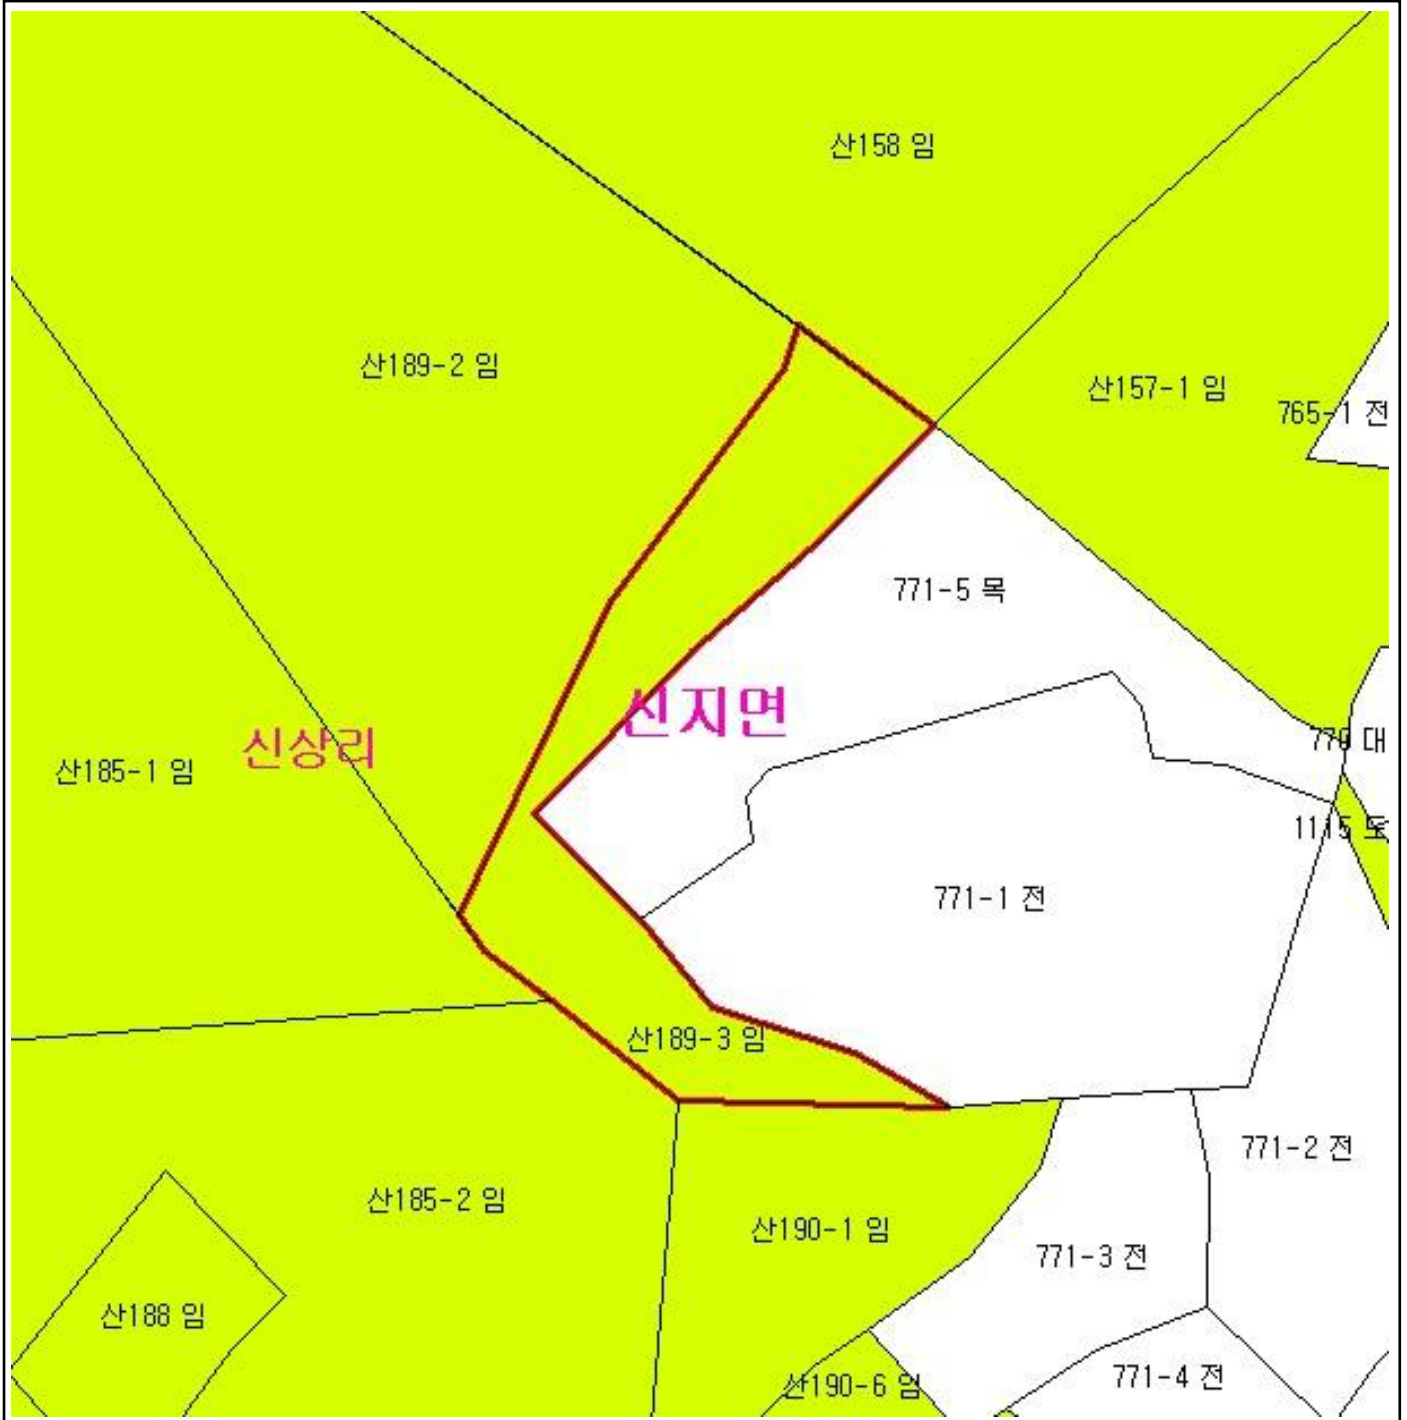 산158 임
산189-2 임
산157-1 임
765-1 전
771-5 목
신지면
신상리
770 대
산185-1 임
1115 도
771-1 전
산189-3 임
771-2 전
산185-2 임
산190-1 임
771-3 전
산188 임
771-4 전
산190-6 임